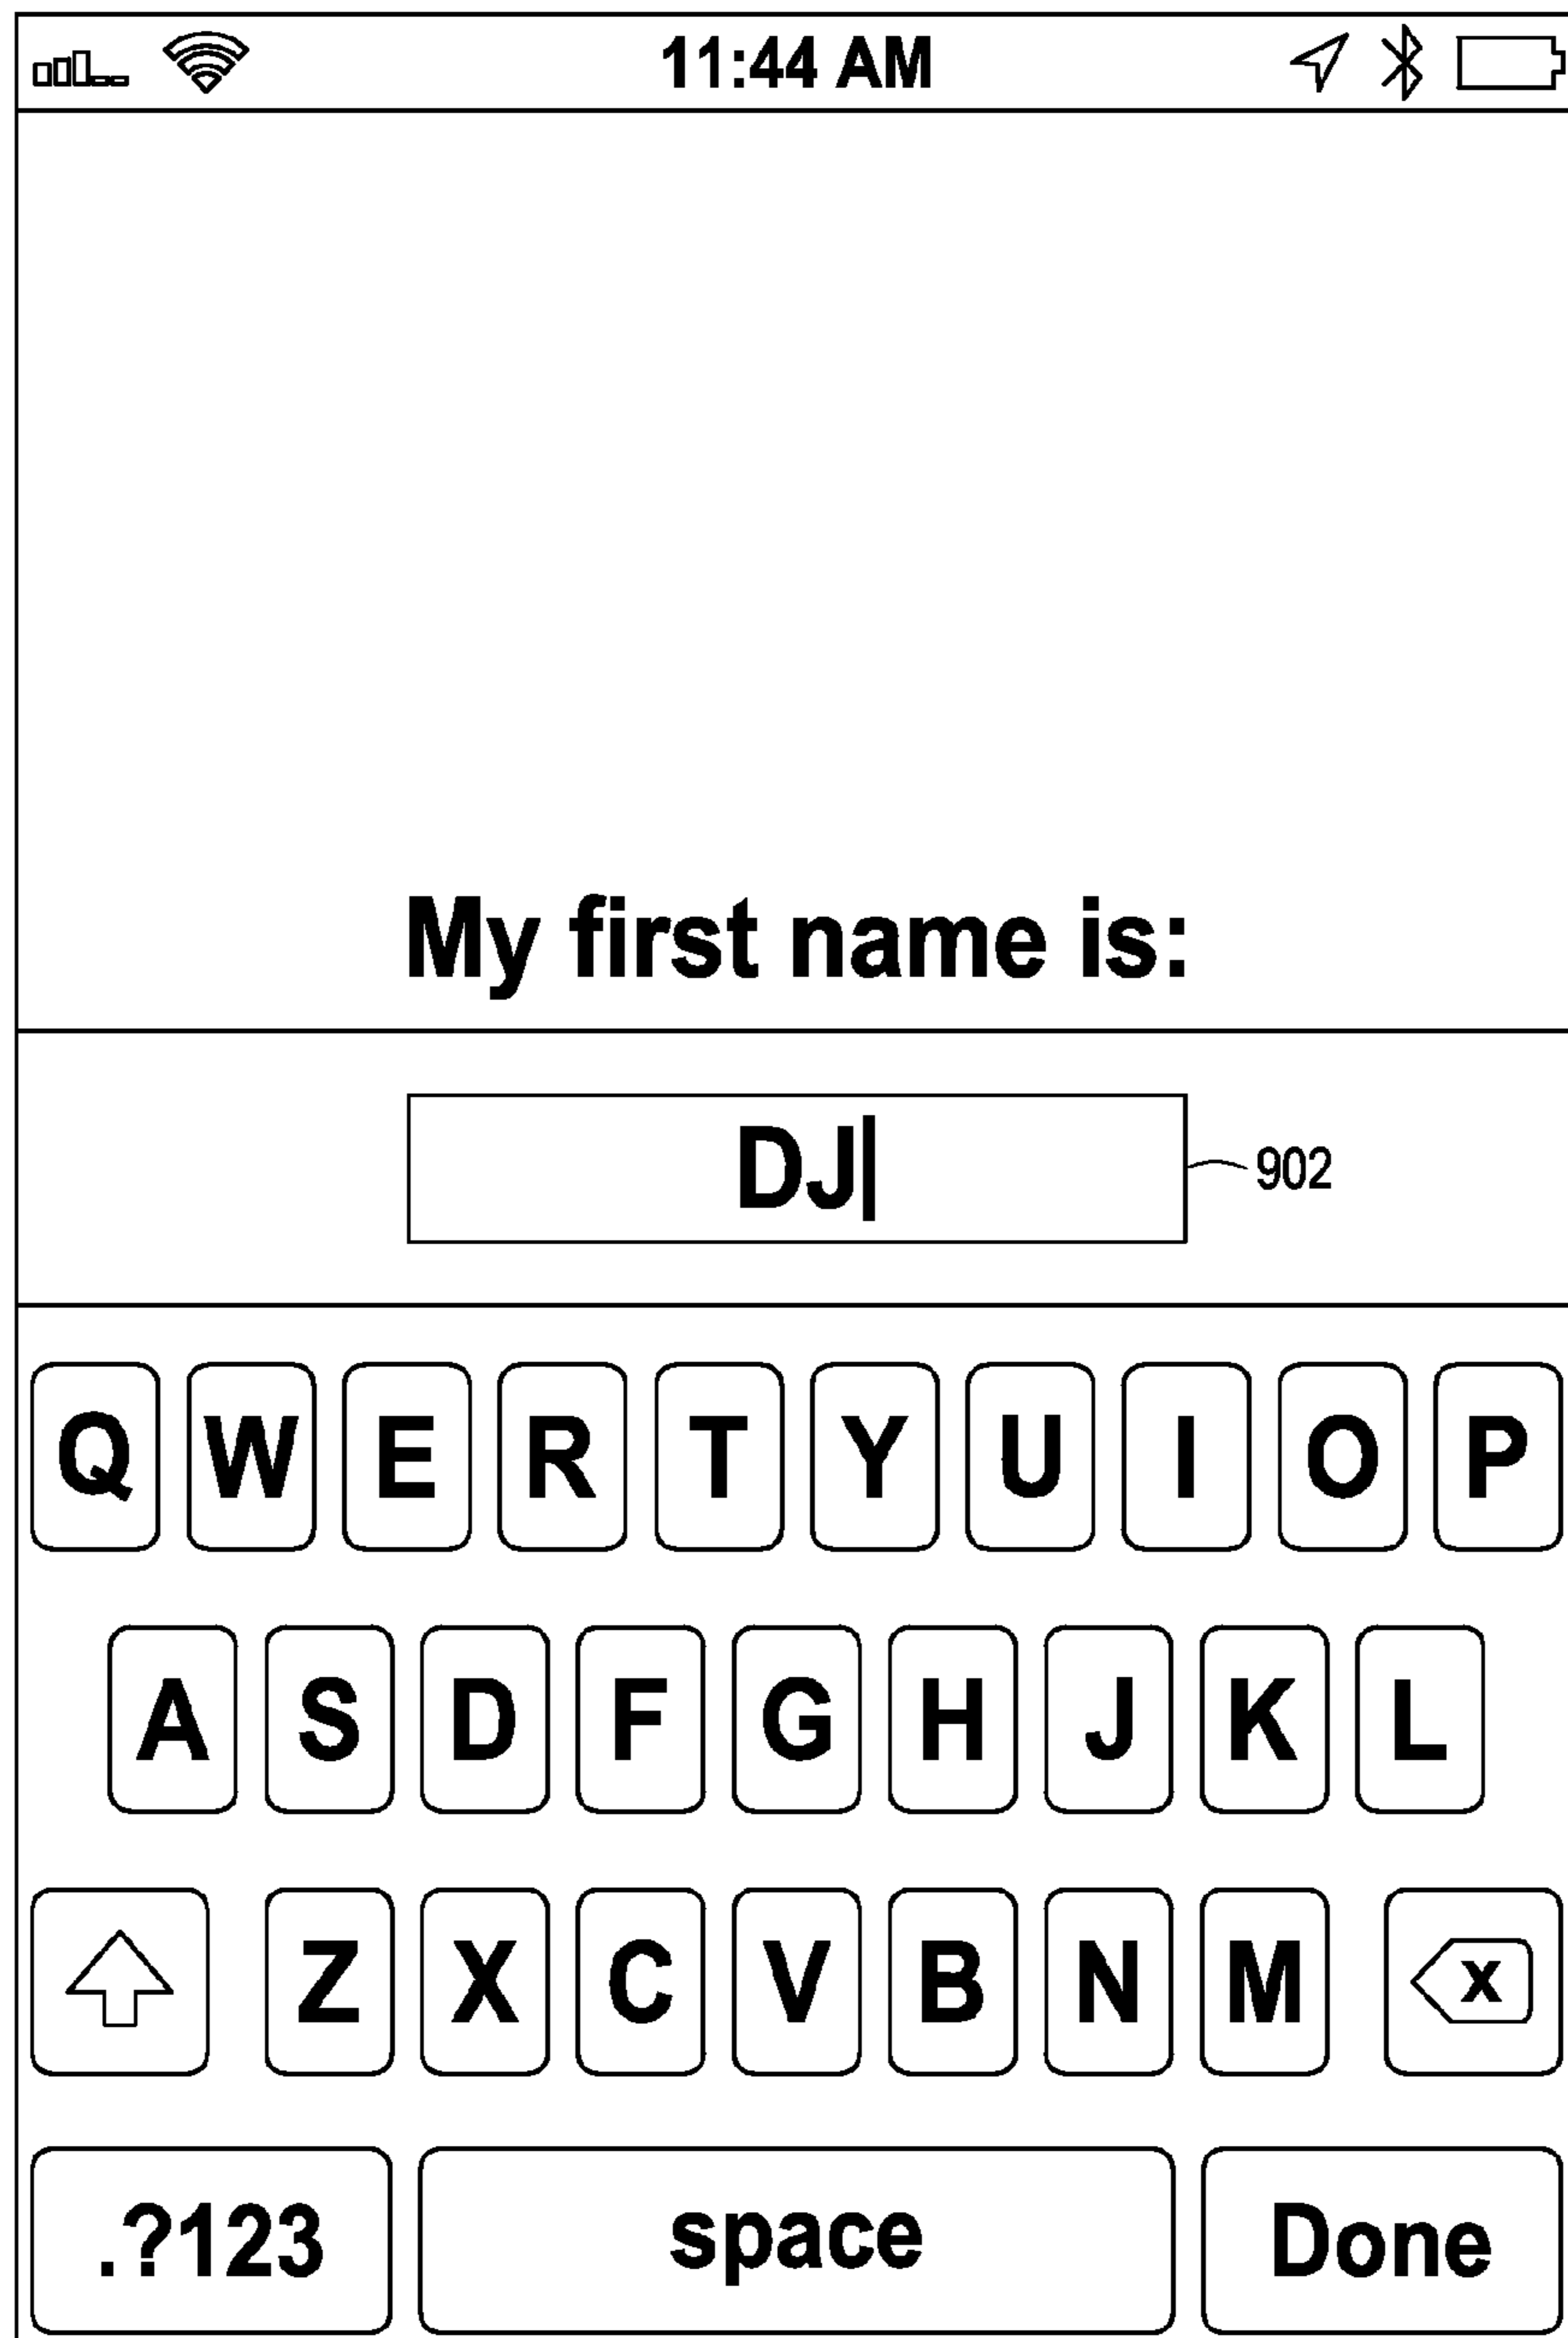 11:44 AM
My first name is:
DJ
902
Q W E R T Y U I O P
A S D F G H J K L
Z X C V B N M X
.?123 space Done